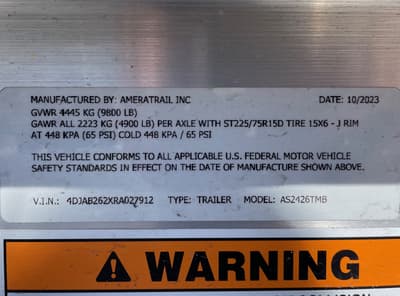 MANUFACTURED BY: AMERATRAIL INC DATE: 10/2023
GVWR 4445 KG (9800 LB)
GAWR ALL 2223 KG (4900 LB) PER AXLE WITH ST225/75R15D TIRE 15X6 - J RIM
AT 448 KPA (65 PSI) COLD 448 KPA / 65 PSI
THIS VEHICLE CONFORMS TO ALL APPLICABLE U.S. FEDERAL MOTOR VEHICLE
SAFETY STANDARDS IN EFFECT ON THE DATE OF MANUFACTURE SHOWN ABOVE.
V.I.N.: 4DJAB262XRA027912 TYPE: TRAILER MODEL: AS2426TMB
WARNING